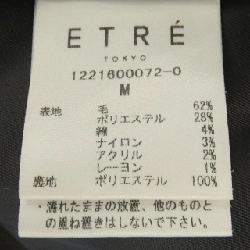 ETRÉ
TOKYO
1221600072-0
M
表地 毛 62%
ポリエステル 28%
綿 4%
ナイロン 3%
アクリル 2%
レーヨン 1%
裏地 ポリエステル 100%
・濡れたままの放置、他のものと
の重ね置きはしないで下さい。